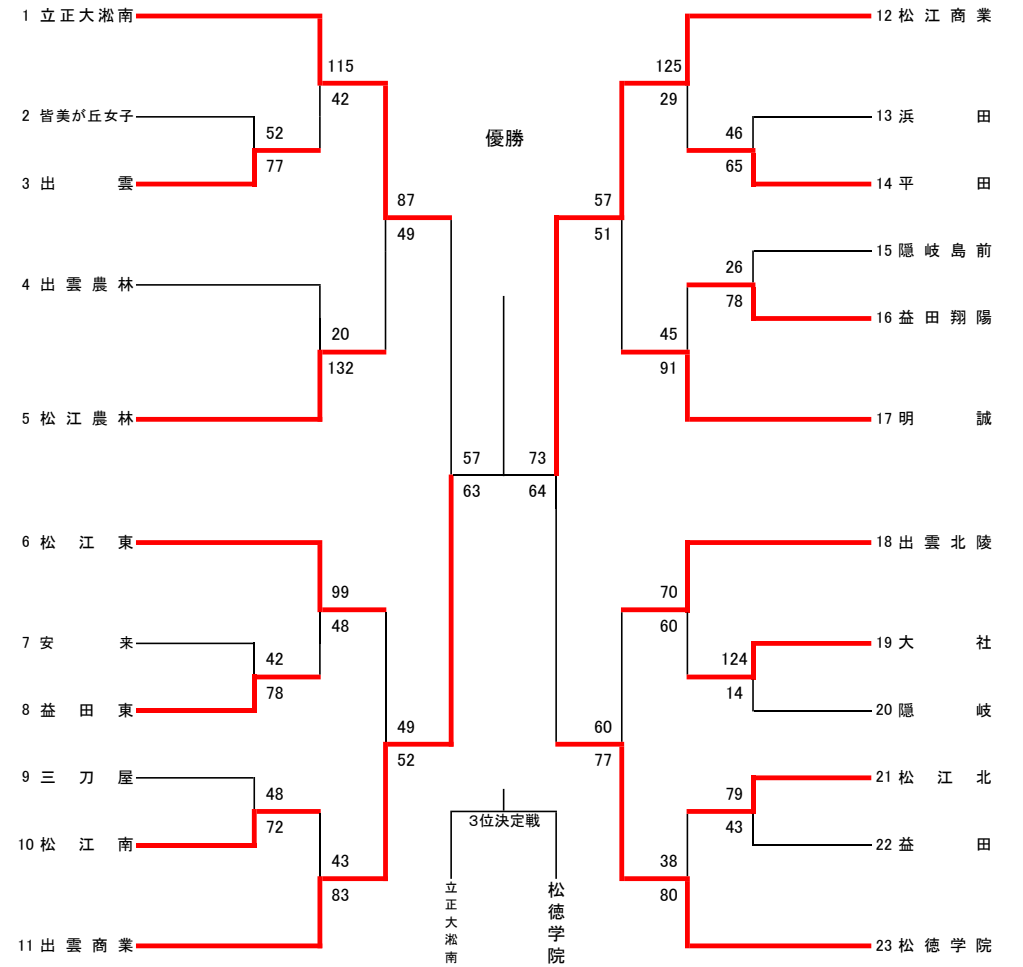 1 立正大淞南
115
42
2 皆美が丘女子
52
77
3 出雲
87
49
4 出雲農林
20
132
5 松江農林
57
63
6 松江東
99
48
7 安来
42
78
8 益田東
49
52
9 三刀屋
48
72
10 松江南
43
83
11 出雲商業
優勝
3位決定戦
立正大淞南
松徳学院
12 松江商業
125
29
13 浜田
46
65
14 平田
57
51
15 隠岐島前
26
78
16 益田翔陽
45
91
17 明誠
73
64
18 出雲北陵
70
60
19 大社
124
14
20 隠岐
60
77
21 松江北
79
43
22 益田
38
80
23 松徳学院